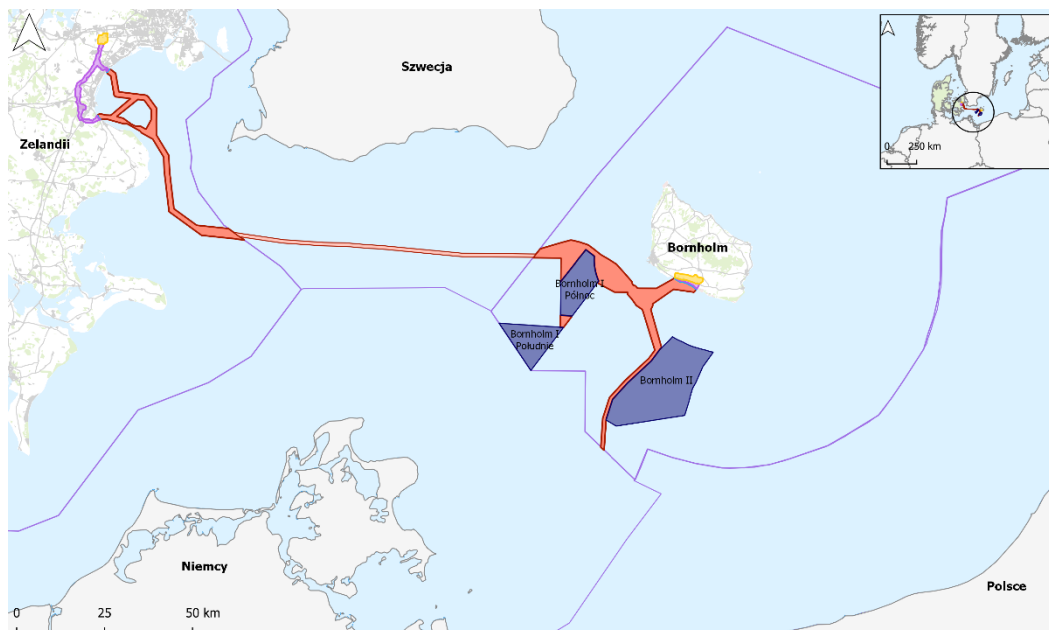 Szwecja
0 250 km
Zelandii
Bornholm
Bornholm I
Północ
Bornholm I
Południe
Bornholm II
Niemcy
Polsce
0 25 50 km